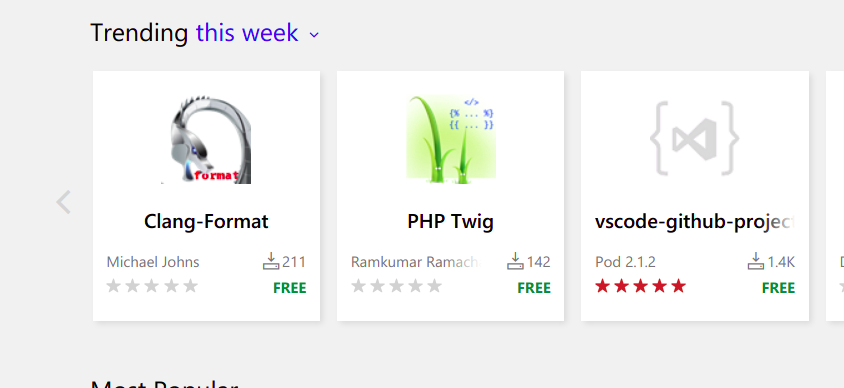 Trending this week
</>
{% ... %}
{{ ... }}
format
Clang-Format
PHP Twig
vscode-github-project
Michael Johns
211
Ramkumar Ramach
142
Pod 2.1.2
1.4K
FREE
FREE
FREE
Most Popular